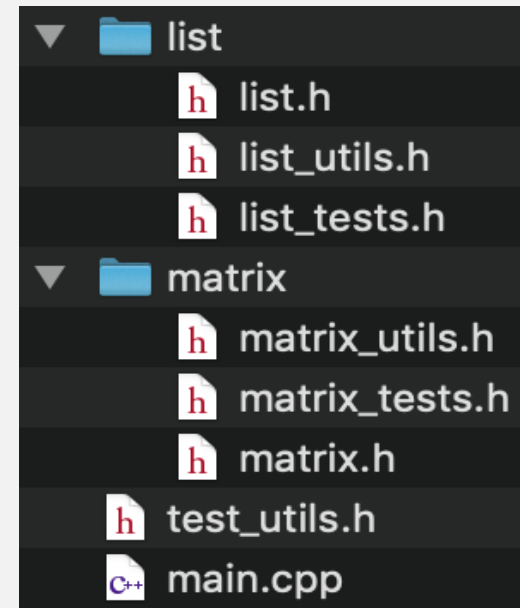 list
h list.h
h list_utils.h
h list_tests.h
matrix
h matrix_utils.h
h matrix_tests.h
h matrix.h
h test_utils.h
C++ main.cpp